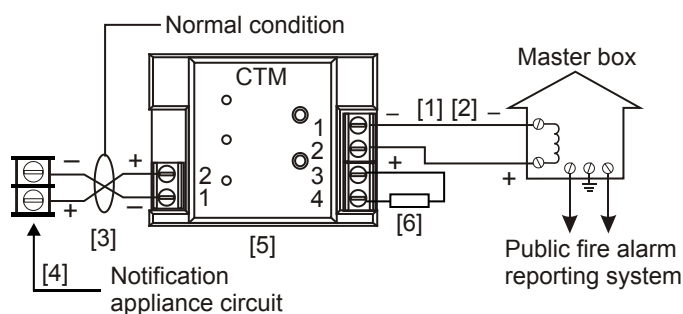 Normal condition
CTM
Master box
− + 2 1 − [1] [2] −
+ − 1 2 + 3 4 +
[3] [5] [6]
[4] Notification
appliance circuit
Public fire alarm
reporting system